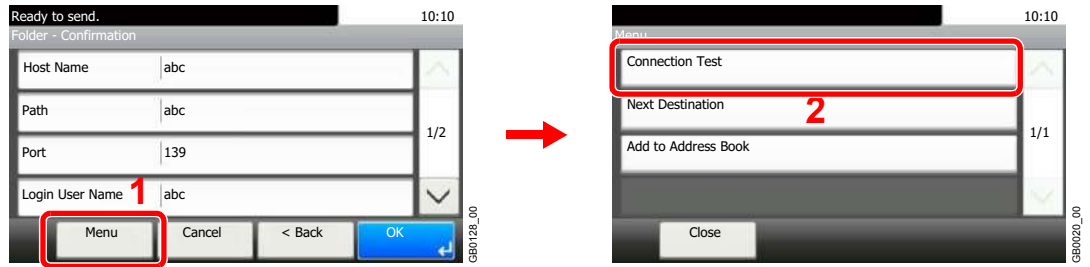 Ready to send. 10:10
Folder - Confirmation
Host Name abc
Path abc
1/2
Port 139
Login User Name 1 abc
Menu Cancel < Back OK
GB0128_00
10:10
Menu
Connection Test
Next Destination 2
1/1
Add to Address Book
Close
GB0020_00